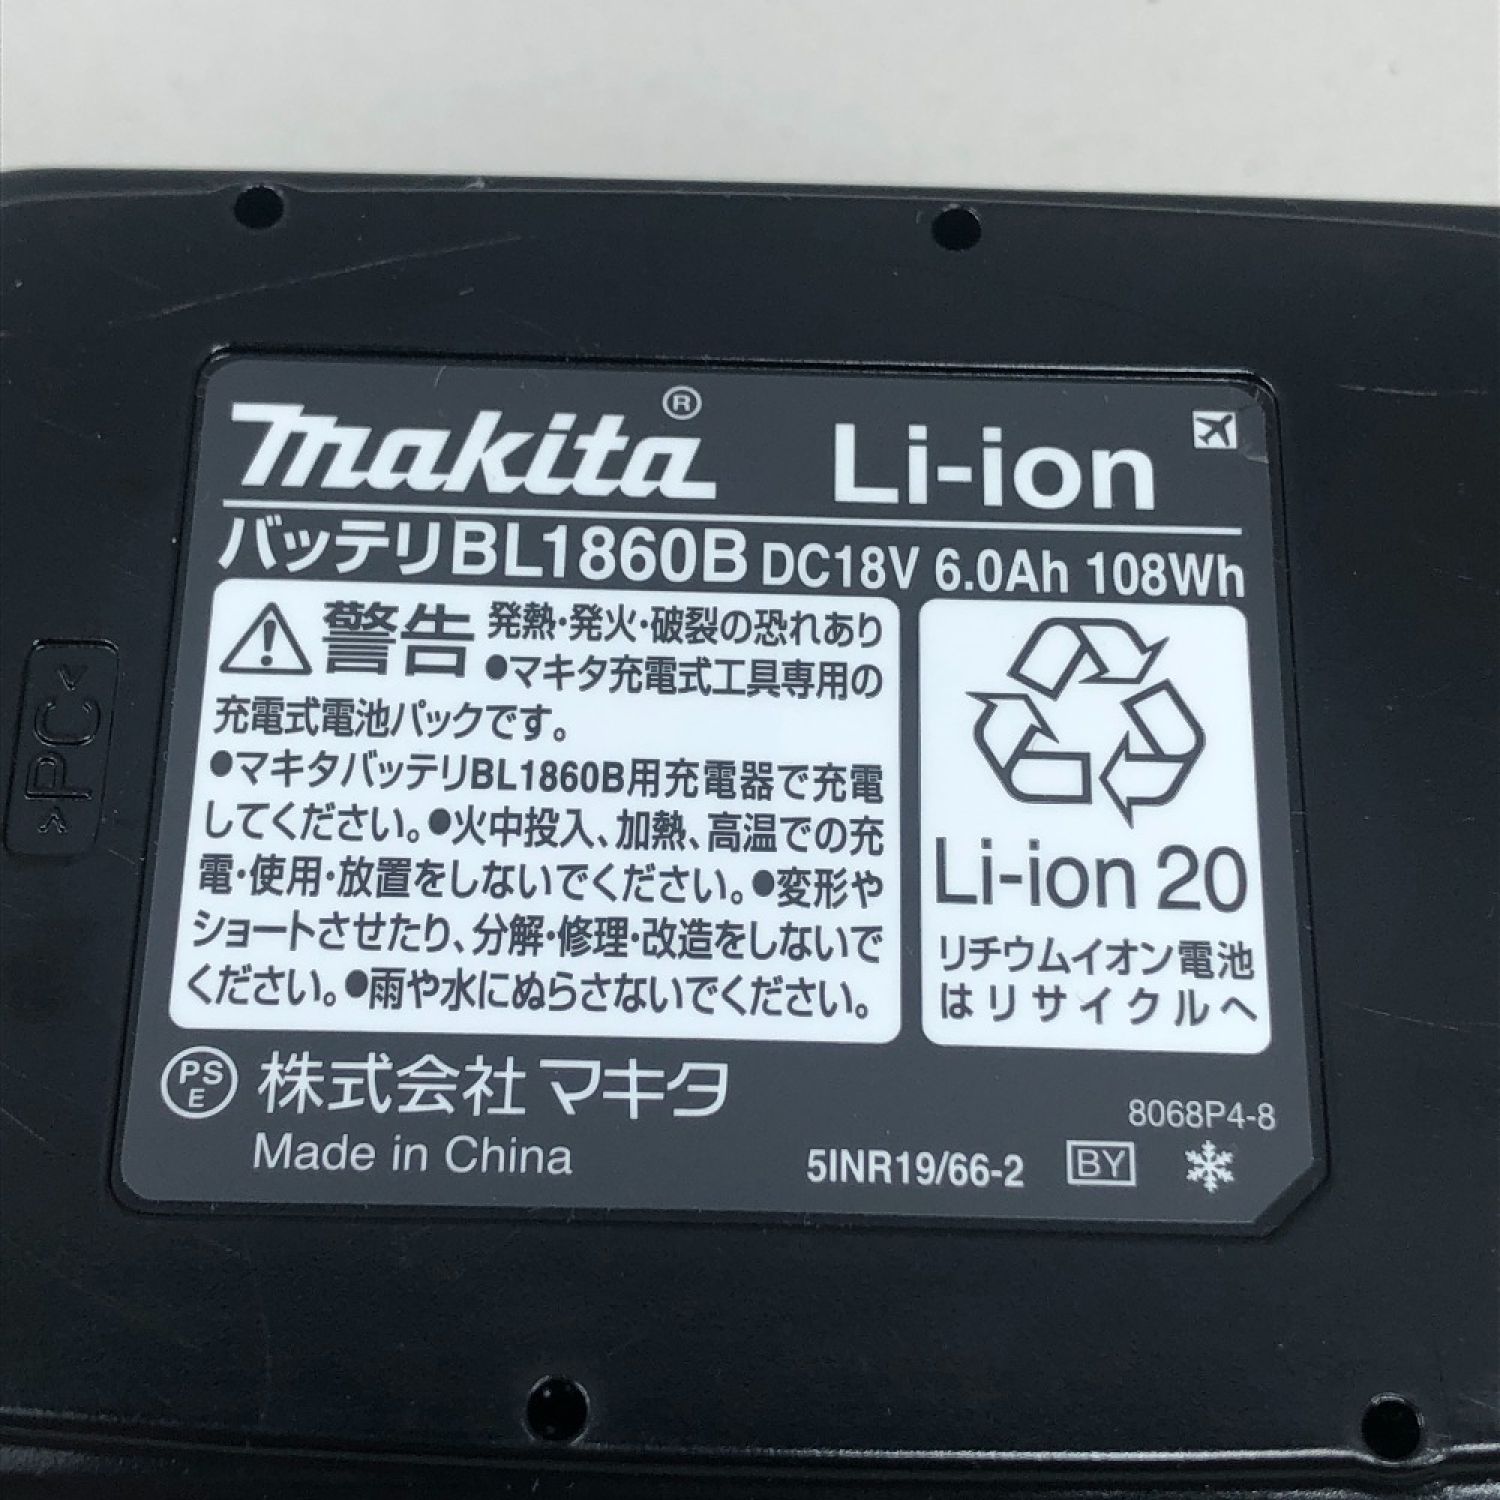 makita® Li-ion
バッテリBL1860B DC18V 6.0Ah 108Wh
警告 発熱・発火・破裂の恐れあり
●マキタ充電式工具専用の
充電式電池パックです。
●マキタバッテリBL1860B用充電器で充電
してください。●火中投入、加熱、高温での充
電・使用・放置をしないでください。●変形や
ショートさせたり、分解・修理・改造をしないで
ください。●雨や水にぬらさないでください。
Li-ion 20
リチウムイオン電池
はリサイクルへ
>PC<
PSE 株式会社マキタ
Made in China
8068P4-8
5INR19/66-2 BY